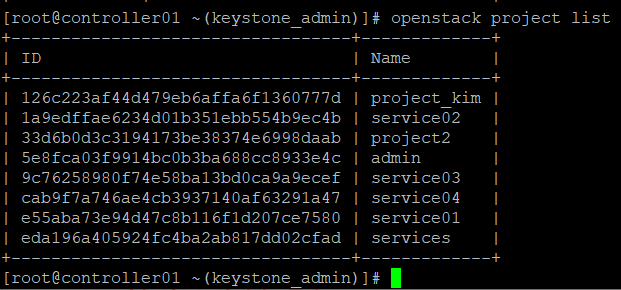 [root@controller01 ~(keystone_admin)]# openstack project list
+----------------------------------+-------------+
| ID                               | Name        |
+----------------------------------+-------------+
| 126c223af44d479eb6affa6f1360777d | project_kim |
| 1a9edffae6234d01b351ebb554b9ec4b | service02   |
| 33d6b0d3c3194173be38374e6998daab | project2    |
| 5e8fca03f9914bc0b3ba688cc8933e4c | admin       |
| 9c76258980f74e58ba13bd0ca9a9ecef | service03   |
| cab9f7a746ae4cb3937140af63291a47 | service04   |
| e55aba73e94d47c8b116f1d207ce7580 | service01   |
| eda196a405924fc4ba2ab817dd02cfad | services    |
+----------------------------------+-------------+
[root@controller01 ~(keystone_admin)]#